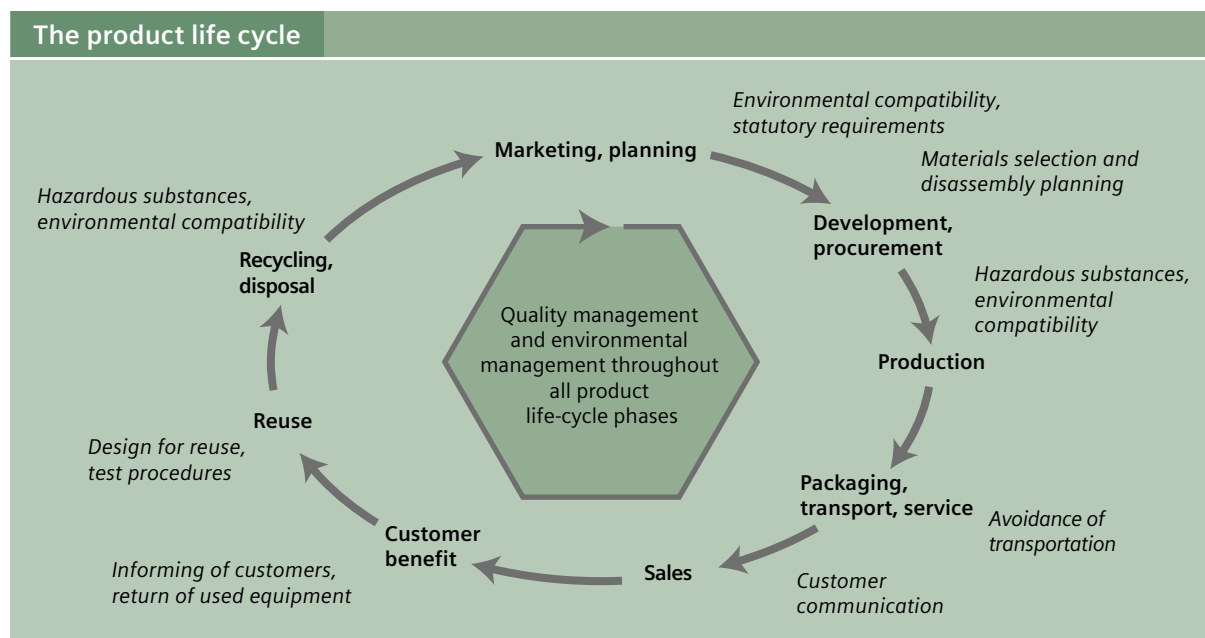 The product life cycle
Environmental compatibility,
statutory requirements
Marketing, planning
Materials selection and
disassembly planning
Hazardous substances,
environmental compatibility
Development,
procurement
Recycling,
disposal
Hazardous substances,
environmental
compatibility
Quality management
and environmental
management throughout
all product
life-cycle phases
Production
Reuse
Design for reuse,
test procedures
Packaging,
transport, service
Avoidance of
transportation
Customer
benefit
Sales
Informing of customers,
return of used equipment
Customer
communication